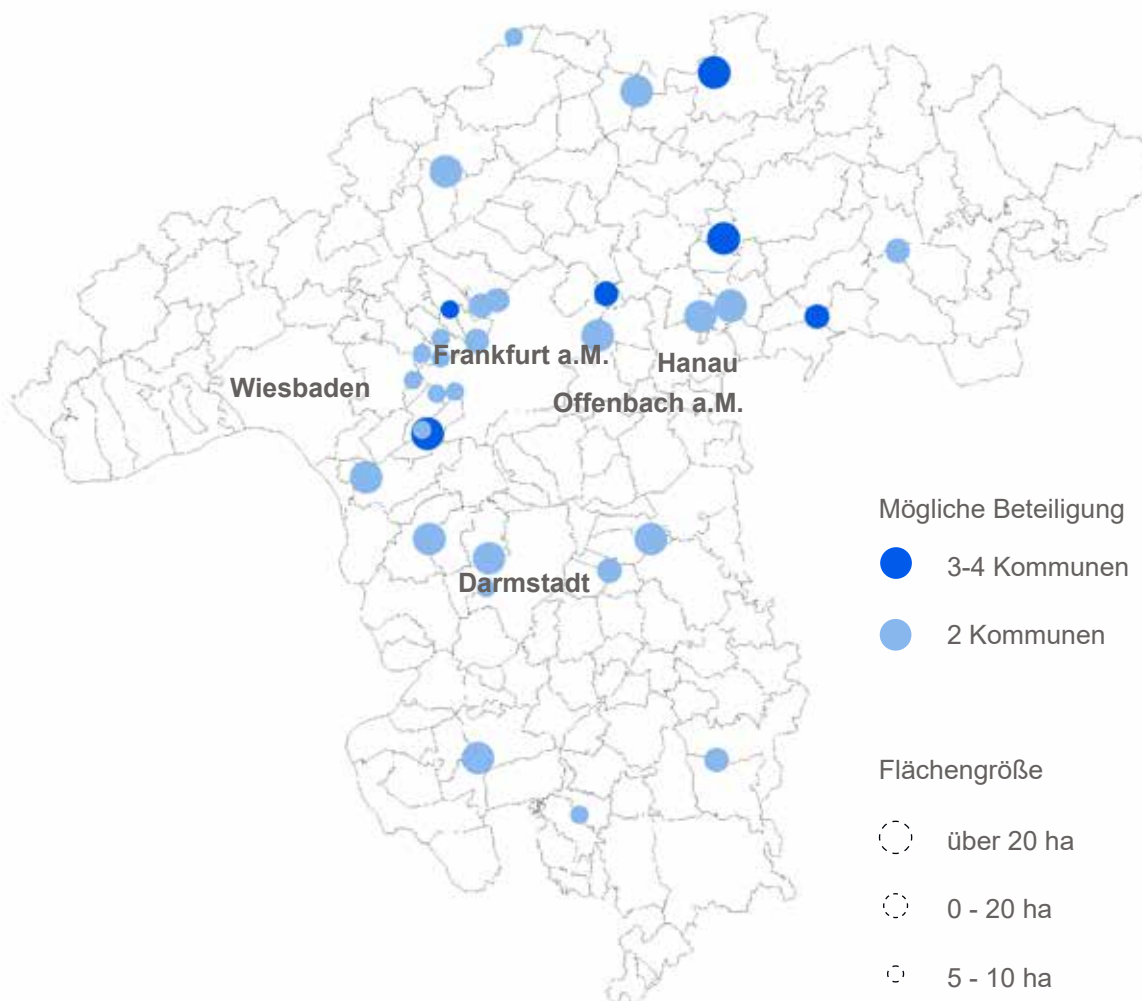 Frankfurt a.M.
Hanau
Wiesbaden
Offenbach a.M.
Darmstadt
Mögliche Beteiligung
3-4 Kommunen
2 Kommunen
Flächengröße
über 20 ha
0 - 20 ha
5 - 10 ha